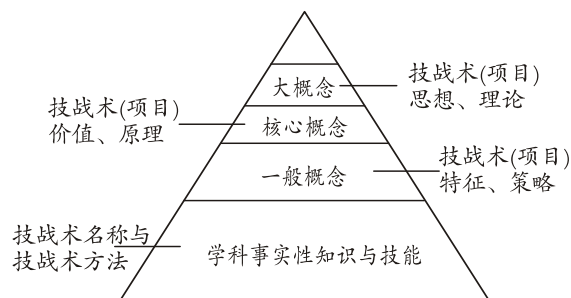 大概念
技战术(项目)
思想、理论
技战术(项目)
价值、原理
核心概念
一般概念
技战术(项目)
特征、策略
技战术名称与
技战术方法
学科事实性知识与技能